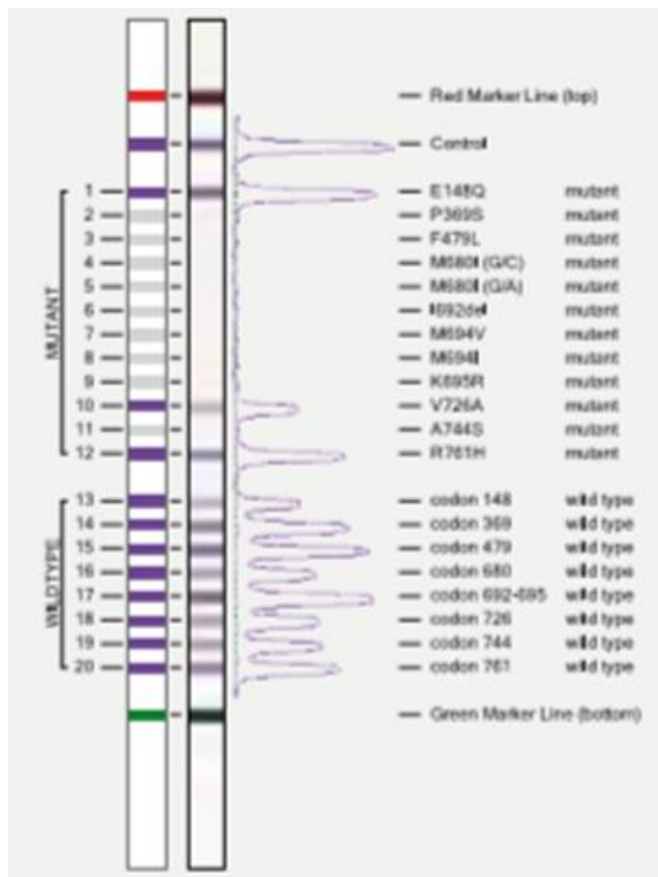 Red Marker Line (top)
Control
MUTANT
1 E148Q mutant
2 P369S mutant
3 F479L mutant
4 M680I (G/C) mutant
5 M680I (G/A) mutant
6 I692del mutant
7 M694V mutant
8 M694I mutant
9 K695R mutant
10 V726A mutant
11 A744S mutant
12 R761H mutant
WILDTYPE
13 codon 148 wild type
14 codon 369 wild type
15 codon 479 wild type
16 codon 680 wild type
17 codon 692-695 wild type
18 codon 726 wild type
19 codon 744 wild type
20 codon 761 wild type
Green Marker Line (bottom)